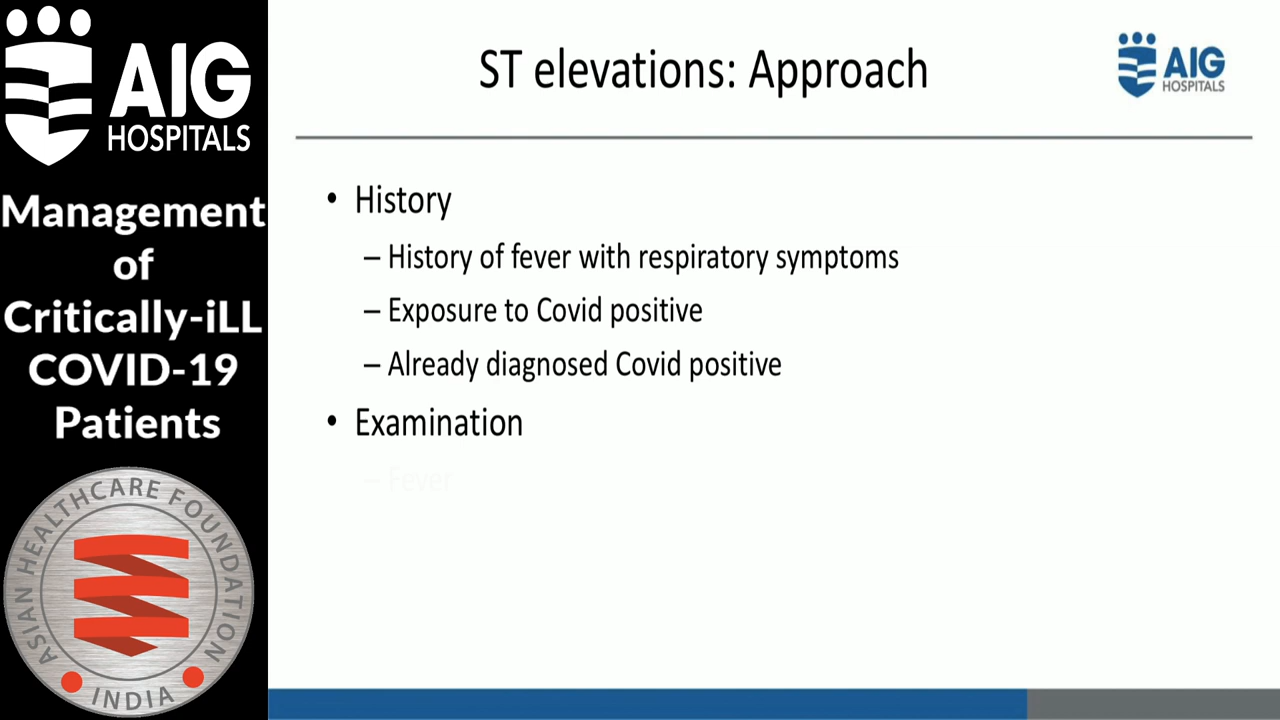 AIG
HOSPITALS
Management
of
Critically-iLL
COVID-19
Patients
ASIAN HEALTHCARE FOUNDATION
INDIA
ST elevations: Approach
AIG
HOSPITALS
• History
– History of fever with respiratory symptoms
– Exposure to Covid positive
– Already diagnosed Covid positive
• Examination
– Fever